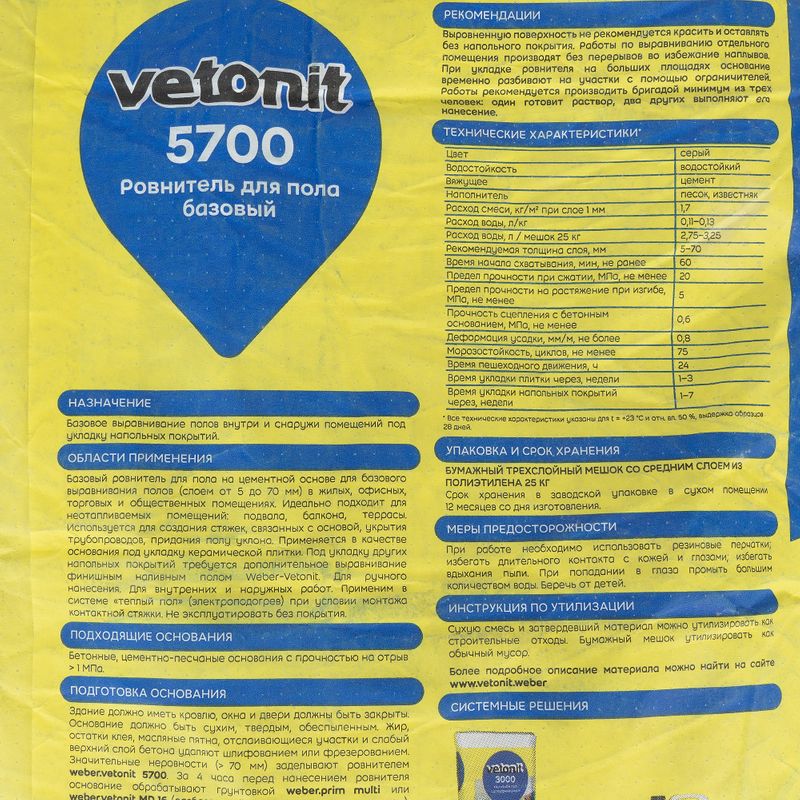 vetonit
5700
Ровнитель для пола
базовый
НАЗНАЧЕНИЕ
Базовое выравнивание полов внутри и снаружи помещений под
укладку напольных покрытий.
ОБЛАСТИ ПРИМЕНЕНИЯ
Базовый ровнитель для пола на цементной основе для базового
выравнивания полов (слоем от 5 до 70 мм) в жилых, офисных,
торговых и общественных помещениях. Идеально подходит для
неотапливаемых помещений: подвала, балкона, террасы.
Используется для создания стяжек, связанных с основой, укрытия
трубопроводов, придания полу уклона. Применяется в качестве
основания под укладку керамической плитки. Под укладку других
напольных покрытий требуется дополнительное выравнивание
финишным наливным полом Weber-Vetonit. Для ручного
нанесения. Для внутренних и наружных работ. Применим в
системе «теплый пол» (электроподогрев) при условии монтажа
контактной стяжки. Не эксплуатировать без покрытия.
ПОДХОДЯЩИЕ ОСНОВАНИЯ
Бетонные, цементно-песчаные основания с прочностью на отрыв
> 1 МПа.
ПОДГОТОВКА ОСНОВАНИЯ
Здание должно иметь кровлю, окна и двери должны быть закрыты.
Основание должно быть сухим, твердым, обеспыленным. Жир,
остатки клея, масляные пятна, отслаивающиеся участки и слабый
верхний слой бетона удаляют шлифованием или фрезерованием.
Значительные неровности (> 70 мм) заделывают ровнителем
weber.vetonit 5700. За 4 часа перед нанесением ровнителя
основание обрабатывают грунтовкой weber.prim multi или
weber.vetonit MD 16
РЕКОМЕНДАЦИИ
Выровненную поверхность не рекомендуется красить и оставлять
без напольного покрытия. Работы по выравниванию отдельного
помещения производят без перерывов во избежание наплывов.
При укладке ровнителя на больших площадях основание
временно разбивают на участки с помощью ограничителей.
Работы рекомендуется производить бригадой минимум из трех
человек: один готовит раствор, два других выполняют его
нанесение.
ТЕХНИЧЕСКИЕ ХАРАКТЕРИСТИКИ*
Цвет серый
Водостойкость водостойкий
Вяжущее цемент
Наполнитель песок, известняк
Расход смеси, кг/м² при слое 1 мм 1,7
Расход воды, л/кг 0,11–0,13
Расход воды, л / мешок 25 кг 2,75–3,25
Рекомендуемая толщина слоя, мм 5–70
Время начала схватывания, мин, не ранее 60
Предел прочности при сжатии, МПа, не менее 20
Предел прочности на растяжение при изгибе,
МПа, не менее 5
Прочность сцепления с бетонным
основанием, МПа, не менее 0,6
Деформация усадки, мм/м, не более 0,8
Морозостойкость, циклов, не менее 75
Время пешеходного движения, ч 24
Время укладки плитки через, недели 1–3
Время укладки напольных покрытий
через, недели 1–7
* Все технические характеристики указаны для t = +23 °C и отн. вл. 50 %, выдержка образцов
28 дней.
УПАКОВКА И СРОК ХРАНЕНИЯ
БУМАЖНЫЙ ТРЕХСЛОЙНЫЙ МЕШОК СО СРЕДНИМ СЛОЕМ ИЗ
ПОЛИЭТИЛЕНА 25 КГ
Срок хранения в заводской упаковке в сухом помещении
12 месяцев со дня изготовления.
МЕРЫ ПРЕДОСТОРОЖНОСТИ
При работе необходимо использовать резиновые перчатки;
избегать длительного контакта с кожей и глазами; избегать
вдыхания пыли. При попадании в глаза промыть большим
количеством воды. Беречь от детей.
ИНСТРУКЦИЯ ПО УТИЛИЗАЦИИ
Сухую смесь и затвердевший материал можно утилизировать как
строительные отходы. Бумажный мешок утилизировать как
обычный мусор.
Более подробное описание материала можно найти на сайте
www.vetonit.weber
СИСТЕМНЫЕ РЕШЕНИЯ
vetonit
3000